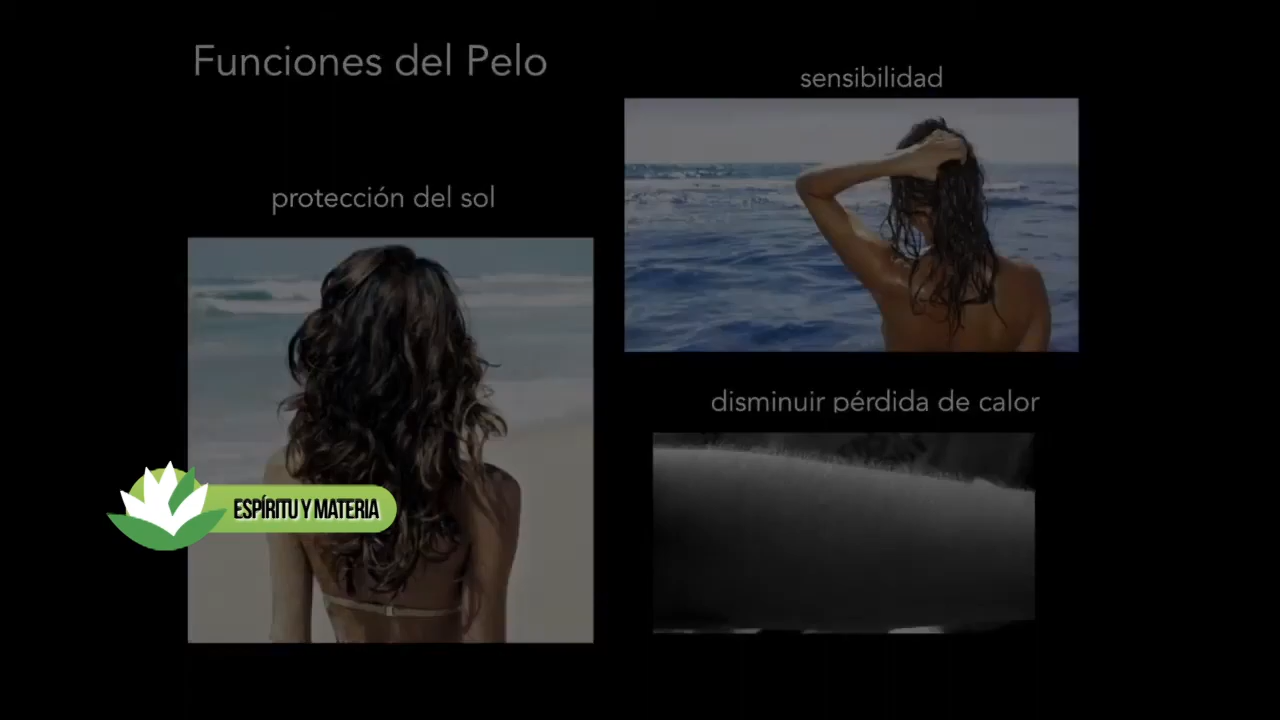 Funciones del Pelo
sensibilidad
protección del sol
disminuir pérdida de calor
ESPÍRITU Y MATERIA